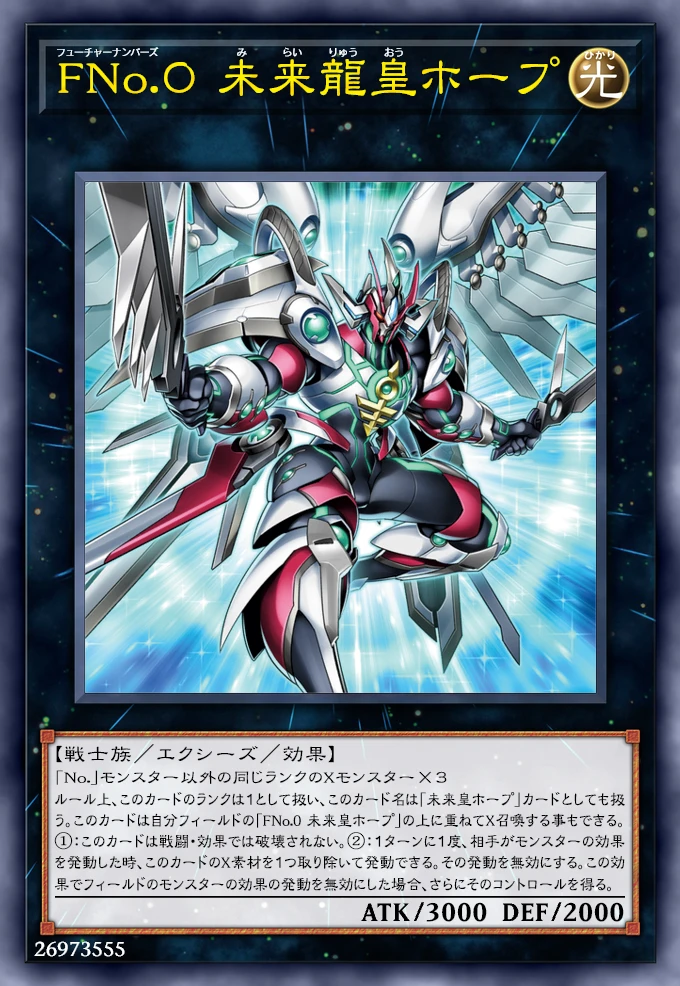 フューチャーナンバーズ み らい りゅう おう
FNo.0 未来龍皇ホープ
ひかり
光
【戦士族／エクシーズ／効果】
「No.」モンスター以外の同じランクのXモンスター×3
ルール上、このカードのランクは1として扱い、このカード名は「未来皇ホープ」カードとしても扱
う。このカードは自分フィールドの「FNo.0 未来皇ホープ」の上に重ねてX召喚する事もできる。
①：このカードは戦闘・効果では破壊されない。②：1ターンに1度、相手がモンスターの効果
を発動した時、このカードのX素材を1つ取り除いて発動できる。その発動を無効にする。この効
果でフィールドのモンスターの効果の発動を無効にした場合、さらにそのコントロールを得る。
ATK/3000 DEF/2000
26973555